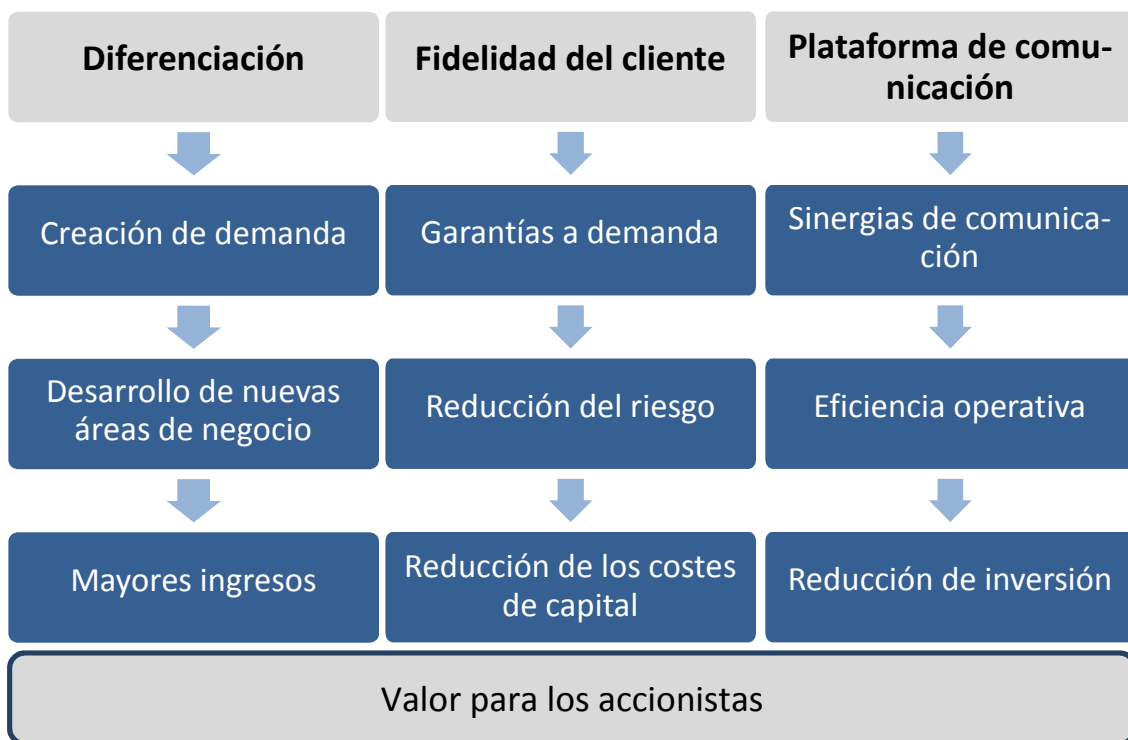 Diferenciación
Fidelidad del cliente
Plataforma de comu-
nicación
Creación de demanda
Garantías a demanda
Sinergias de comunica-
ción
Desarrollo de nuevas
áreas de negocio
Reducción del riesgo
Eficiencia operativa
Mayores ingresos
Reducción de los costes
de capital
Reducción de inversión
Valor para los accionistas